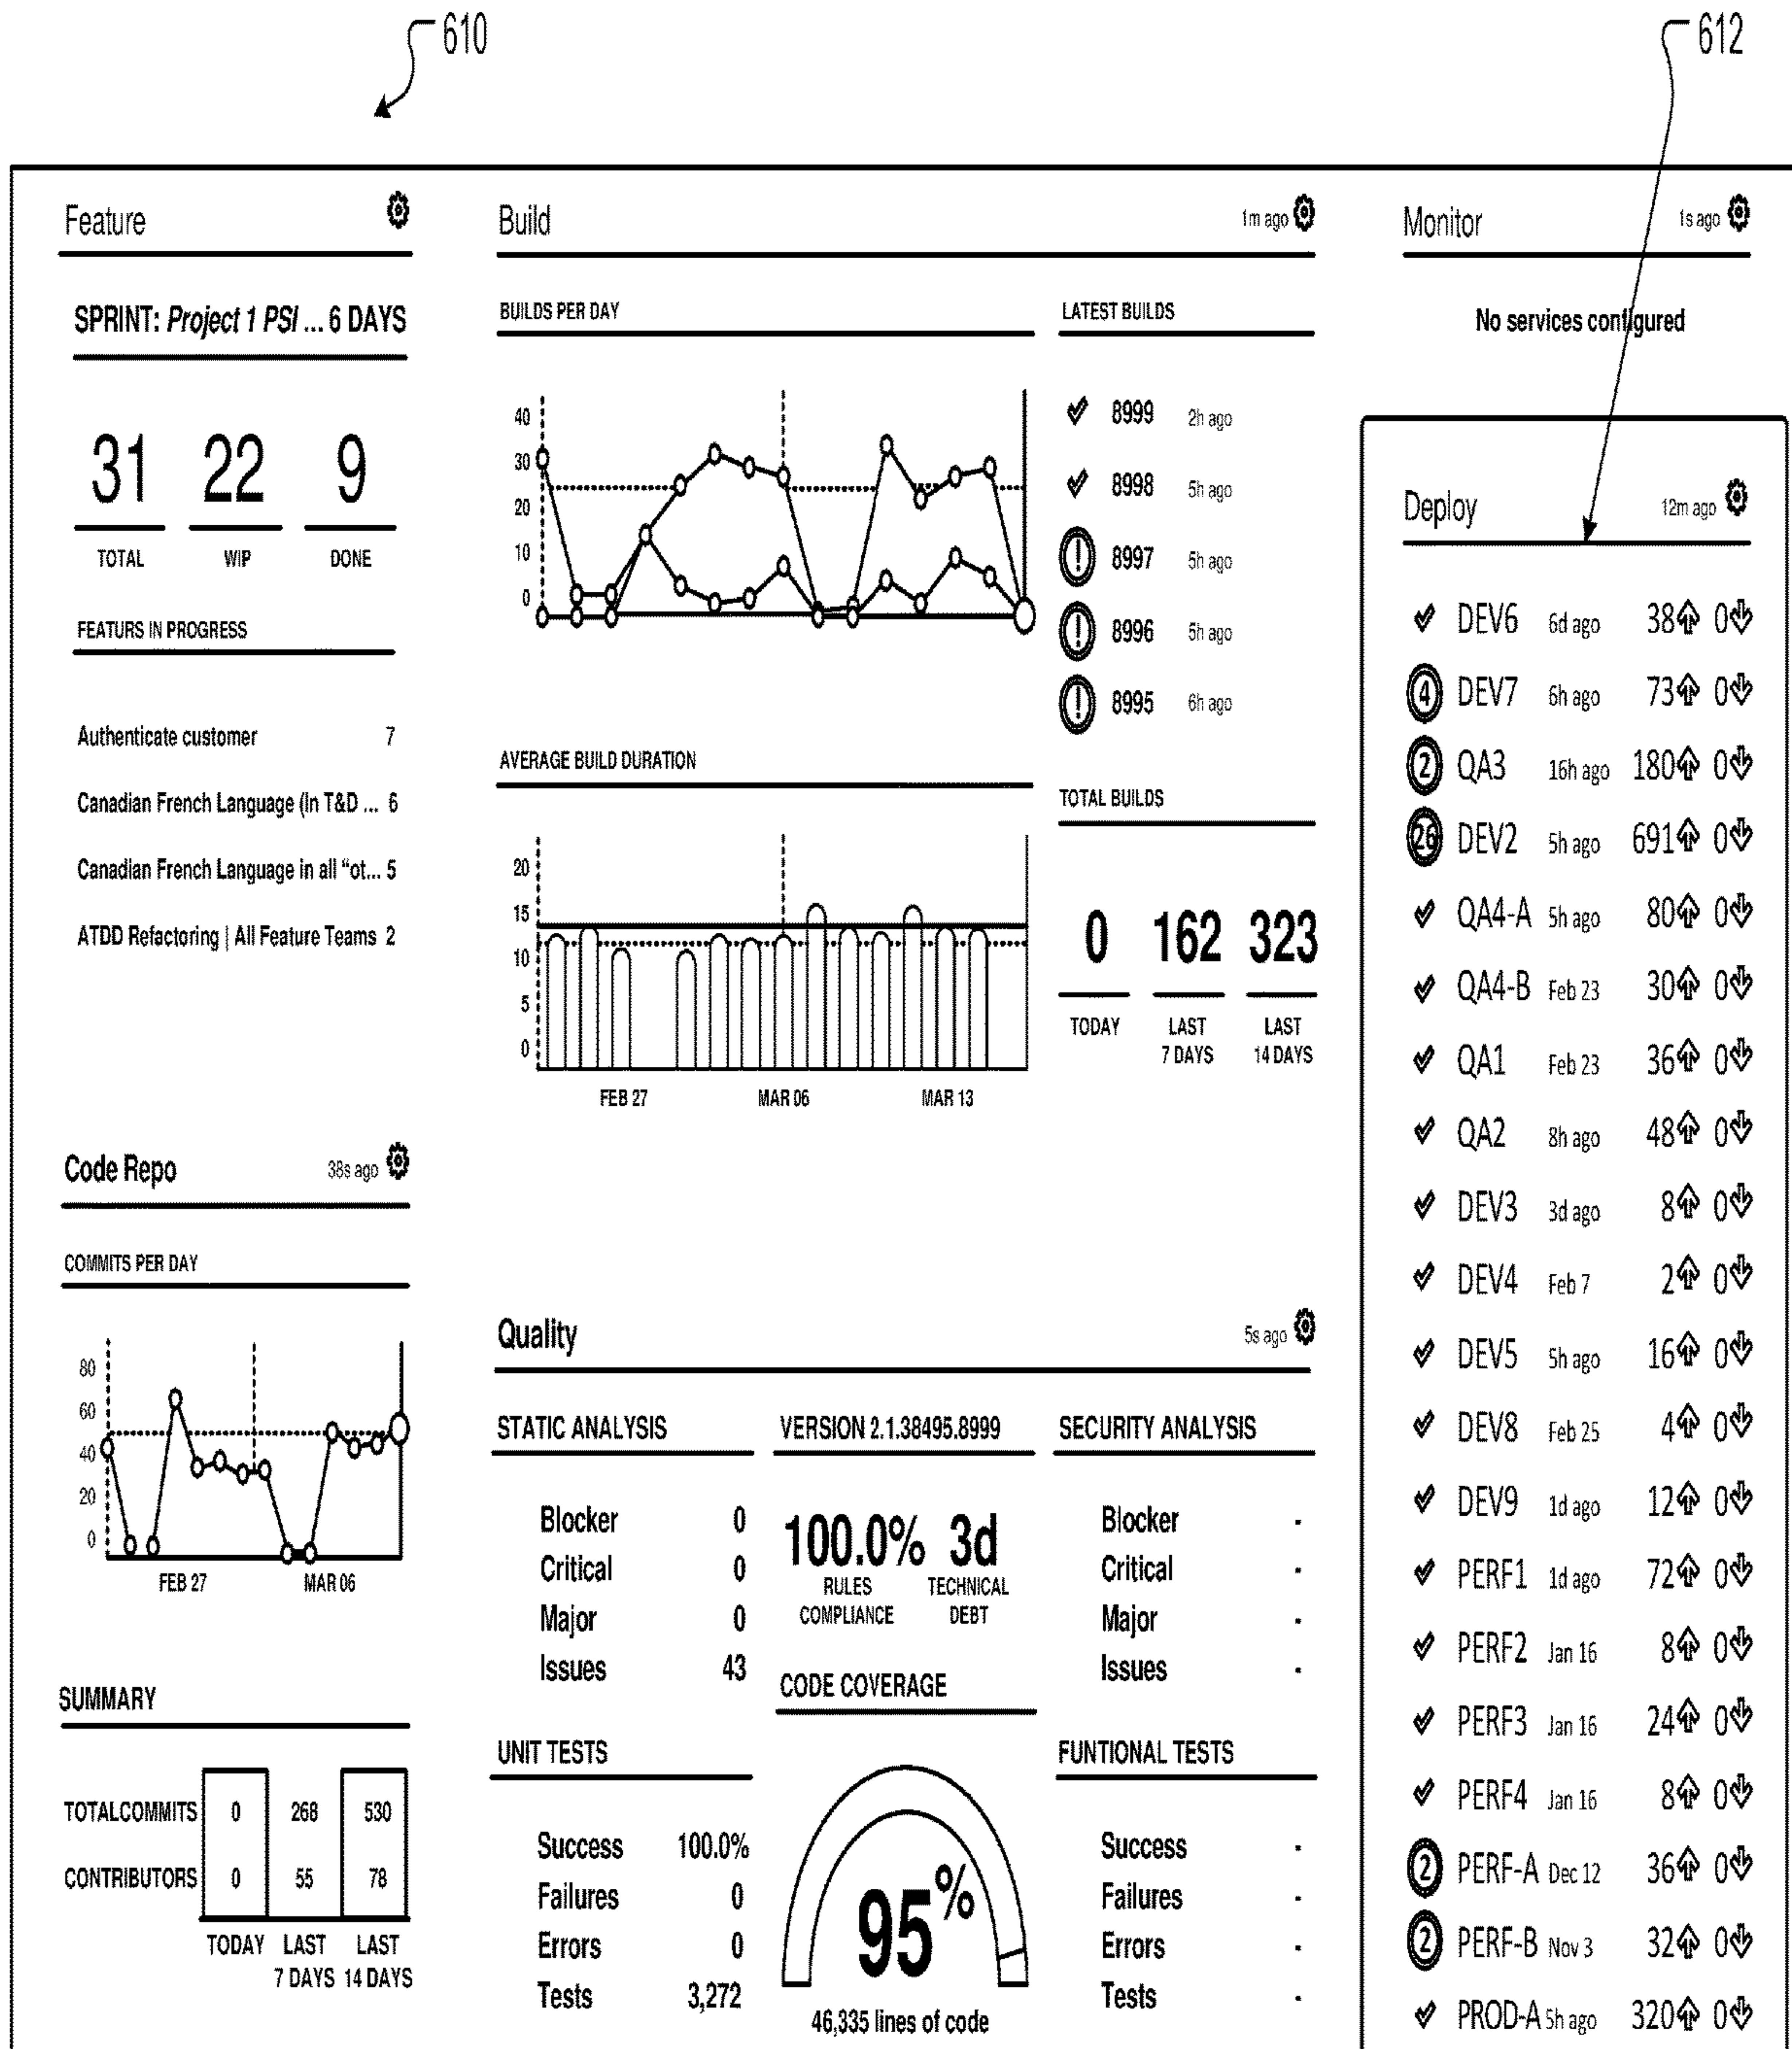 610
612
Feature
SPRINT: Project 1 PSI ... 6 DAYS
31 22 9
TOTAL WIP DONE
FEATURS IN PROGRESS
Authenticate customer 7
Canadian French Language (in T&D ... 6
Canadian French Language in all “ot... 5
ATDD Refactoring | All Feature Teams 2
Code Repo 38s ago
COMMITS PER DAY
80
60
40
20
0
FEB 27 MAR 06
SUMMARY
TOTALCOMMITS 0 268 530
CONTRIBUTORS 0 55 78
TODAY LAST LAST
7 DAYS 14 DAYS
Build 1m ago
BUILDS PER DAY
40
30
20
10
0
LATEST BUILDS
8999 2h ago
8998 5h ago
! 8997 5h ago
! 8996 5h ago
! 8995 6h ago
AVERAGE BUILD DURATION
20
15
10
5
0
FEB 27 MAR 06 MAR 13
TOTAL BUILDS
0 162 323
TODAY LAST LAST
7 DAYS 14 DAYS
Quality 5s ago
STATIC ANALYSIS
Blocker 0
Critical 0
Major 0
Issues 43
UNIT TESTS
Success 100.0%
Failures 0
Errors 0
Tests 3,272
VERSION 2.1.38495.8999
100.0% 3d
RULES TECHNICAL
COMPLIANCE DEBT
CODE COVERAGE
95%
46,335 lines of code
SECURITY ANALYSIS
Blocker -
Critical -
Major -
Issues -
FUNTIONAL TESTS
Success -
Failures -
Errors -
Tests -
Monitor 1s ago
No services configured
Deploy 12m ago
DEV6 6d ago 38 0
4 DEV7 6h ago 73 0
2 QA3 16h ago 180 0
26 DEV2 5h ago 691 0
QA4-A 5h ago 80 0
QA4-B Feb 23 30 0
QA1 Feb 23 36 0
QA2 8h ago 48 0
DEV3 3d ago 8 0
DEV4 Feb 7 2 0
DEV5 5h ago 16 0
DEV8 Feb 25 4 0
DEV9 1d ago 12 0
PERF1 1d ago 72 0
PERF2 Jan 16 8 0
PERF3 Jan 16 24 0
PERF4 Jan 16 8 0
2 PERF-A Dec 12 36 0
2 PERF-B Nov 3 32 0
PROD-A 5h ago 320 0